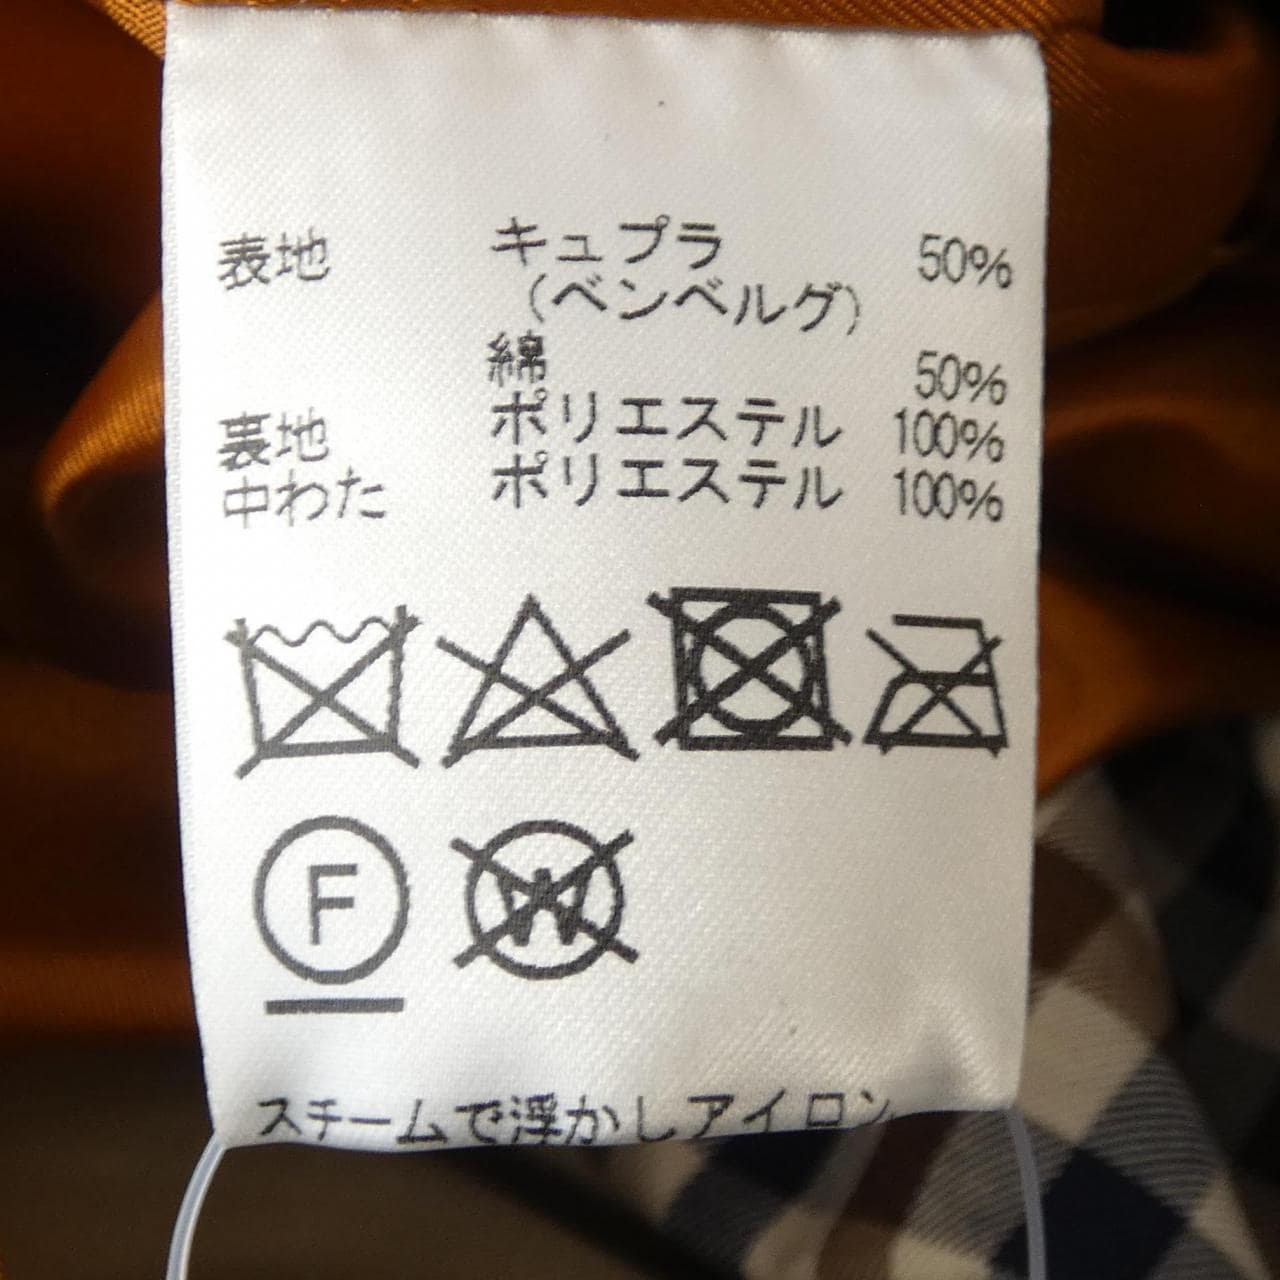 表地 キュプラ 50%
(ベンベルグ)
綿 50%
裏地 ポリエステル 100%
中わた ポリエステル 100%
F W
スチームで浮かしアイロン